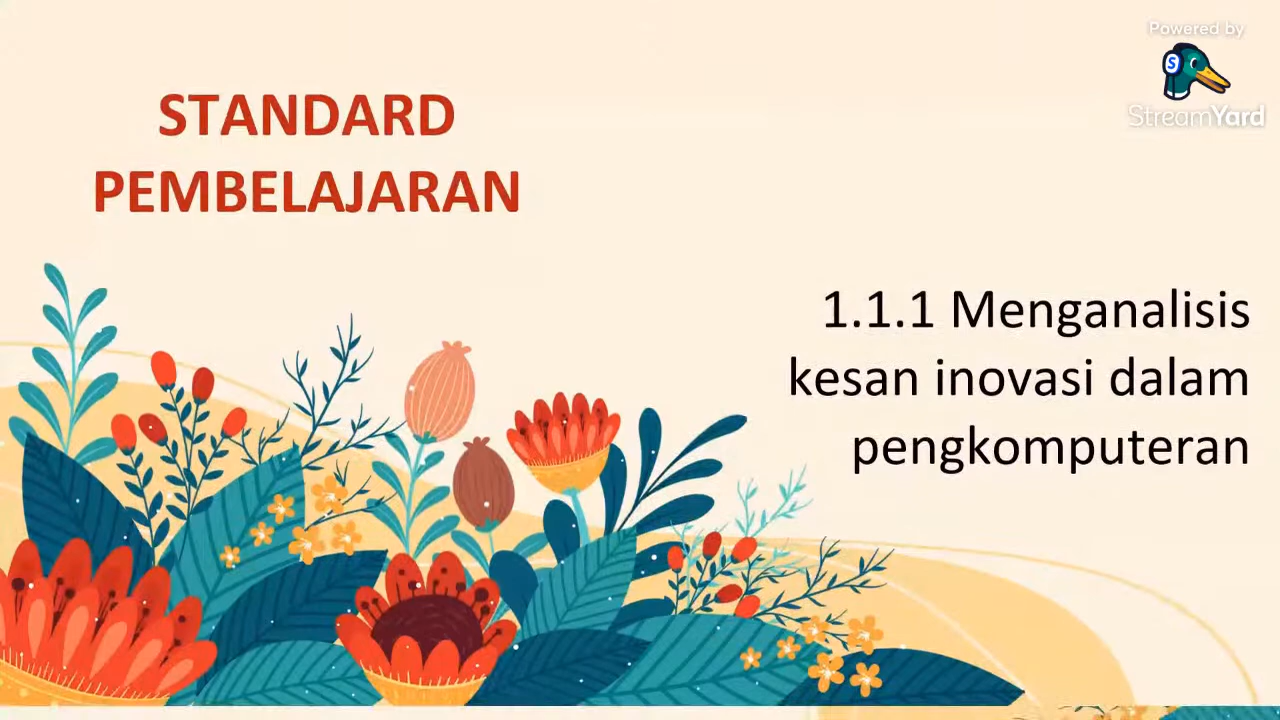 Powered by
S
StreamYard
STANDARD
PEMBELAJARAN
1.1.1 Menganalisis
kesan inovasi dalam
pengkomputeran